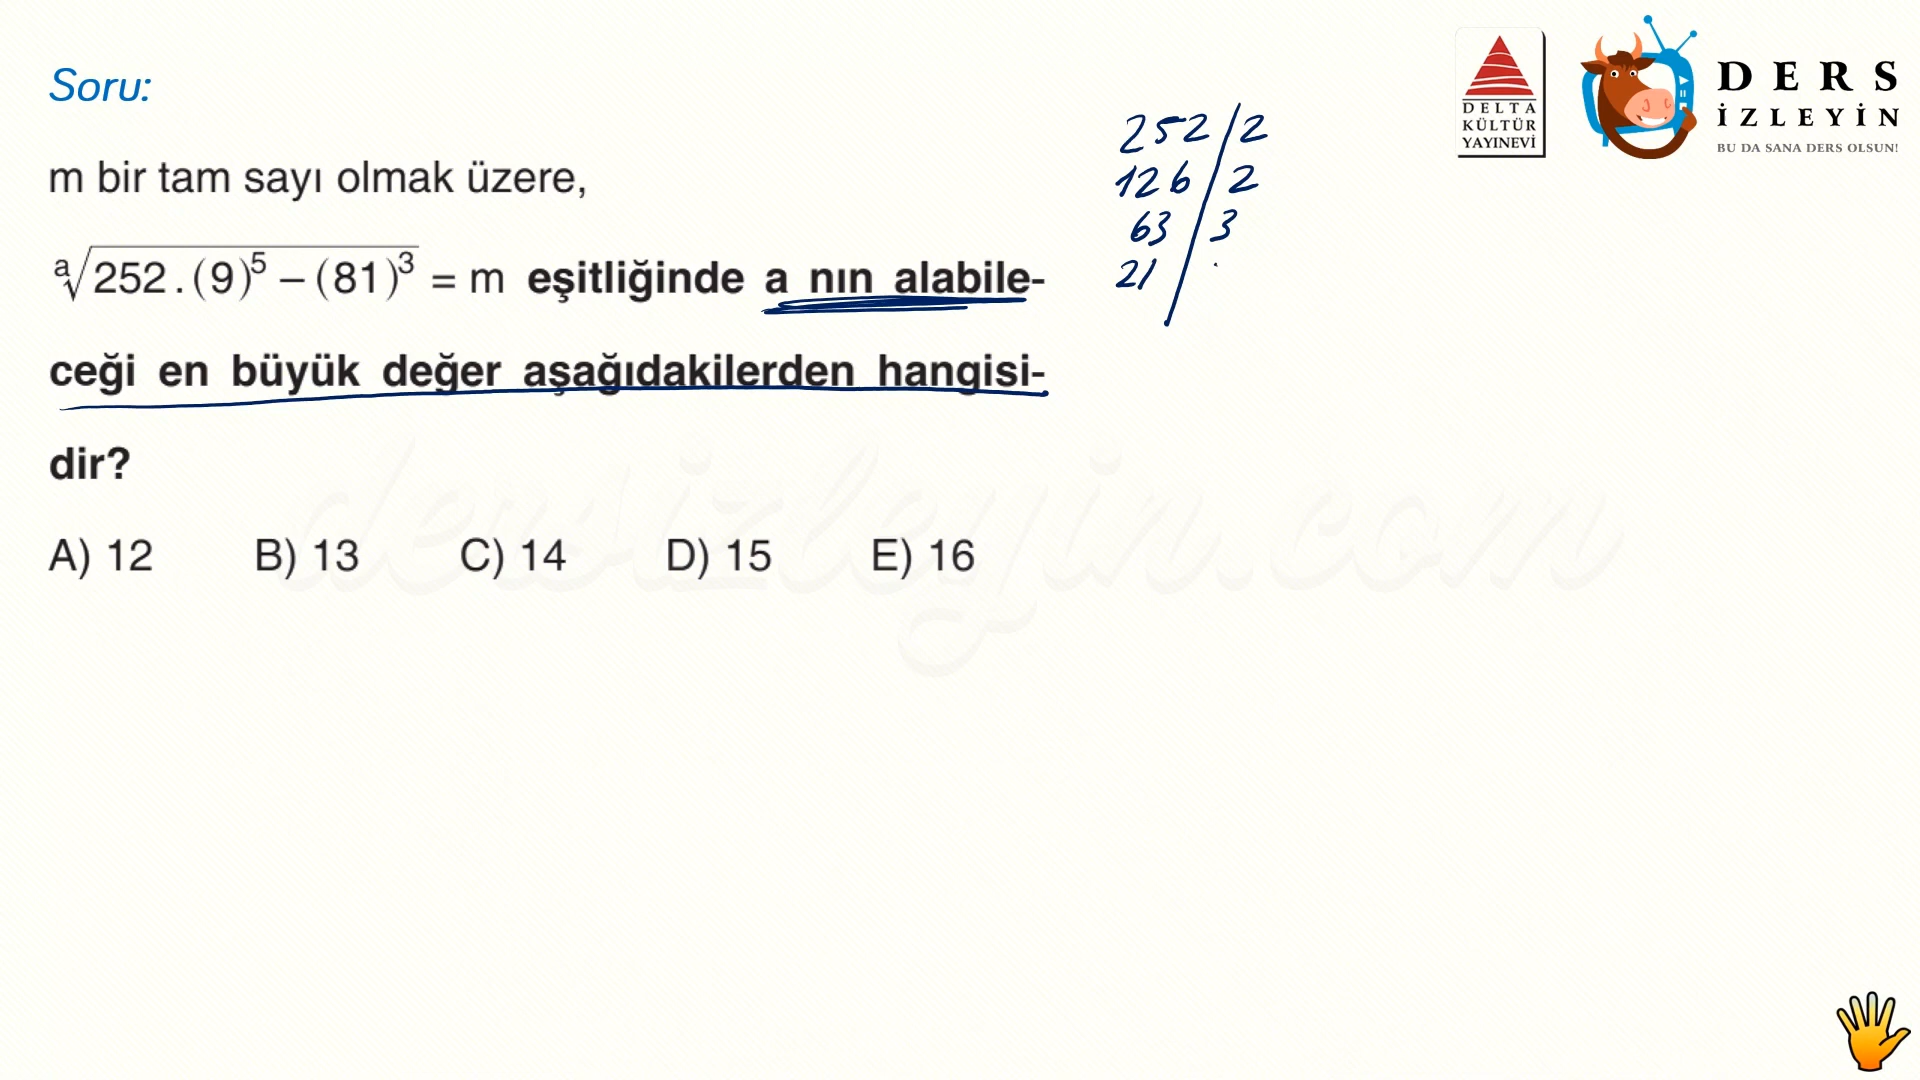 Soru:
m bir tam sayı olmak üzere,
ᵃ√252.(9)⁵ – (81)³ = m eşitliğinde a nın alabile-
ceği en büyük değer aşağıdakilerden hangisi-
dir?
A) 12 B) 13 C) 14 D) 15 E) 16
252 / 2
126 / 2
63 / 3
21 /
DELTA
KÜLTÜR
YAYINEVİ
DERS
İZLEYİN
BU DA SANA DERS OLSUN!
dersizleyin.com